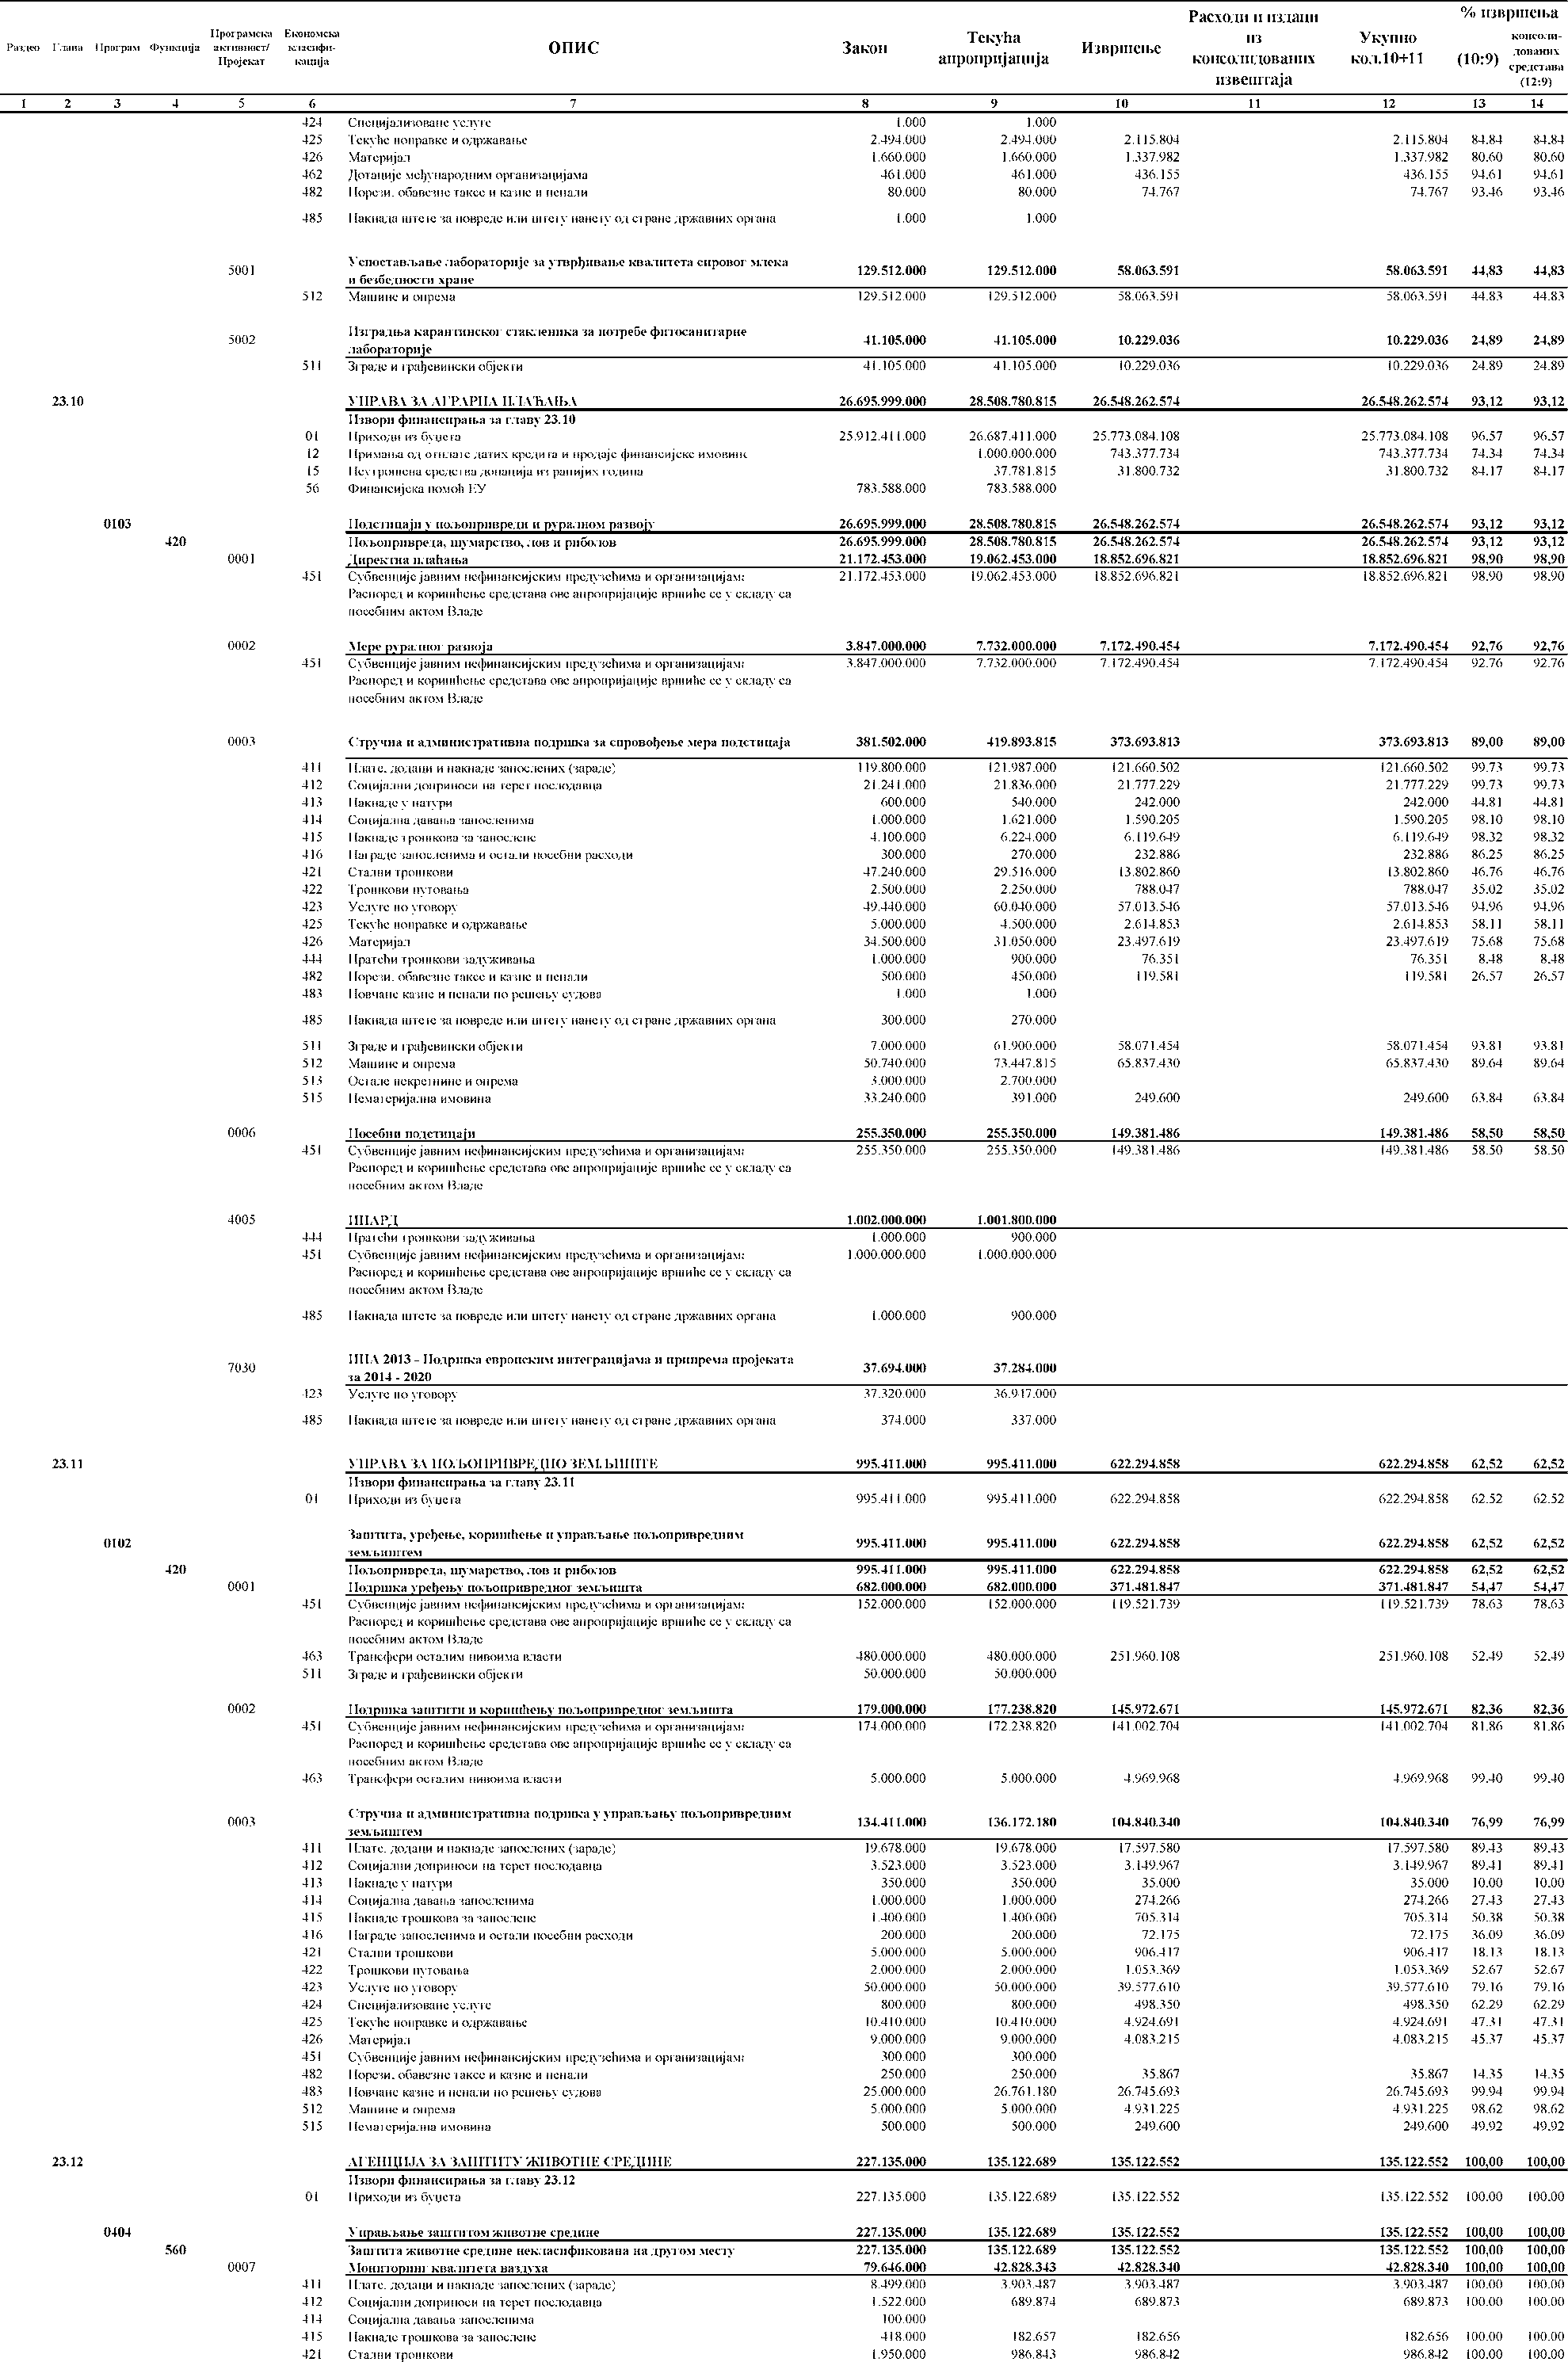 Раздео Глава Програм Функција Програмска активност/ Пројекат Економска класифи- кација ОПИС Закон Текућа апропријација Извршење Расходи и издаци из консолидованих извештаја Укупно кол.10+11 % извршења (10:9) консоли- дованих средстава (12:9)
1 2 3 4 5 6 7 8 9 10 11 12 13 14
424 Специјализоване услуге 1.000 1.000
425 Текуће поправке и одржавање 2.494.000 2.494.000 2.115.804 2.115.804 84,84 84,84
426 Материјал 1.660.000 1.660.000 1.337.982 1.337.982 80,60 80,60
462 Дотације међународним организацијама 461.000 461.000 436.155 436.155 94,61 94,61
482 Порези, обавезне таксе и казне и пенали 80.000 80.000 74.767 74.767 93,46 93,46
485 Накнада штете за повреде или штету нанету од стране државних органа 1.000 1.000
5001 Успостављање лабораторије за утврђивање квалитета сировог млека и безбедности хране 129.512.000 129.512.000 58.063.591 58.063.591 44,83 44,83
512 Машине и опрема 129.512.000 129.512.000 58.063.591 58.063.591 44,83 44,83
5002 Изградња карантинског стакленика за потребе фитосанитарне лабораторије 41.105.000 41.105.000 10.229.036 10.229.036 24,89 24,89
511 Зграде и грађевински објекти 41.105.000 41.105.000 10.229.036 10.229.036 24,89 24,89
23.10 УПРАВА ЗА АГРАРНА ПЛАЋАЊА 26.695.999.000 28.508.780.815 26.548.262.574 26.548.262.574 93,12 93,12
Извори финансирања за главу 23.10
01 Приходи из буџета 25.912.411.000 26.687.411.000 25.773.084.108 25.773.084.108 96,57 96,57
12 Примања од отплате датих кредита и продаје финансијске имовине 1.000.000.000 743.377.734 743.377.734 74,34 74,34
15 Неутрошена средства донација из ранијих година 37.781.815 31.800.732 31.800.732 84,17 84,17
56 Финансијска помоћ ЕУ 783.588.000 783.588.000
0103 Подстицаји у пољопривреди и руралном развоју 26.695.999.000 28.508.780.815 26.548.262.574 26.548.262.574 93,12 93,12
420 Пољопривреда, шумарство, лов и риболов 26.695.999.000 28.508.780.815 26.548.262.574 26.548.262.574 93,12 93,12
0001 Директна плаћања 21.172.453.000 19.062.453.000 18.852.696.821 18.852.696.821 98,90 98,90
451 Субвенције јавним нефинансијским предузећима и организацијама 21.172.453.000 19.062.453.000 18.852.696.821 18.852.696.821 98,90 98,90
Распоред и коришћење средстава ове апропријације вршиће се у складу са
посебним актом Владе
0002 Мере руралног развоја 3.847.000.000 7.732.000.000 7.172.490.454 7.172.490.454 92,76 92,76
451 Субвенције јавним нефинансијским предузећима и организацијама 3.847.000.000 7.732.000.000 7.172.490.454 7.172.490.454 92,76 92,76
Распоред и коришћење средстава ове апропријације вршиће се у складу са
посебним актом Владе
0003 Стручна и административна подршка за спровођење мера подстицаја 381.502.000 419.893.815 373.693.813 373.693.813 89,00 89,00
411 Плате, додаци и накнаде запослених (зараде) 119.800.000 121.987.000 121.660.502 121.660.502 99,73 99,73
412 Социјални доприноси на терет послодавца 21.241.000 21.836.000 21.777.229 21.777.229 99,73 99,73
413 Накнаде у натури 600.000 540.000 242.000 242.000 44,81 44,81
414 Социјална давања запосленима 1.000.000 1.621.000 1.590.205 1.590.205 98,10 98,10
415 Накнаде трошкова за запослене 4.100.000 6.224.000 6.119.649 6.119.649 98,32 98,32
416 Награде запосленима и остали посебни расходи 300.000 270.000 232.886 232.886 86,25 86,25
421 Стални трошкови 47.240.000 29.516.000 13.802.860 13.802.860 46,76 46,76
422 Трошкови путовања 2.500.000 2.250.000 788.047 788.047 35,02 35,02
423 Услуге по уговору 49.440.000 60.040.000 57.013.546 57.013.546 94,96 94,96
425 Текуће поправке и одржавање 5.000.000 4.500.000 2.614.853 2.614.853 58,11 58,11
426 Материјал 34.500.000 31.050.000 23.497.619 23.497.619 75,68 75,68
444 Пратећи трошкови задуживања 1.000.000 900.000 76.351 76.351 8,48 8,48
482 Порези, обавезне таксе и казне и пенали 500.000 450.000 119.581 119.581 26,57 26,57
483 Новчане казне и пенали по решењу судова 1.000 1.000
485 Накнада штете за повреде или штету нанету од стране државних органа 300.000 270.000
511 Зграде и грађевински објекти 7.000.000 61.900.000 58.071.454 58.071.454 93,81 93,81
512 Машине и опрема 50.740.000 73.447.815 65.837.430 65.837.430 89,64 89,64
513 Остале некретнине и опрема 3.000.000 2.700.000
515 Нематеријална имовина 33.240.000 391.000 249.600 249.600 63,84 63,84
0006 Посебни подстицаји 255.350.000 255.350.000 149.381.486 149.381.486 58,50 58,50
451 Субвенције јавним нефинансијским предузећима и организацијама 255.350.000 255.350.000 149.381.486 149.381.486 58,50 58,50
Распоред и коришћење средстава ове апропријације вршиће се у складу са
посебним актом Владе
4005 ИПАРД 1.002.000.000 1.001.800.000
444 Пратећи трошкови задуживања 1.000.000 900.000
451 Субвенције јавним нефинансијским предузећима и организацијама 1.000.000.000 1.000.000.000
Распоред и коришћење средстава ове апропријације вршиће се у складу са
посебним актом Владе
485 Накнада штете за повреде или штету нанету од стране државних органа 1.000.000 900.000
7030 ИПА 2013 - Подршка европским интеграцијама и припрема пројеката за 2014 - 2020 37.694.000 37.284.000
423 Услуге по уговору 37.320.000 36.947.000
485 Накнада штете за повреде или штету нанету од стране државних органа 374.000 337.000
23.11 УПРАВА ЗА ПОЉОПРИВРЕДНО ЗЕМЉИШТЕ 995.411.000 995.411.000 622.294.858 622.294.858 62,52 62,52
Извори финансирања за главу 23.11
01 Приходи из буџета 995.411.000 995.411.000 622.294.858 622.294.858 62,52 62,52
0102 Заштита, уређење, коришћење и управљање пољопривредним земљиштем 995.411.000 995.411.000 622.294.858 622.294.858 62,52 62,52
420 Пољопривреда, шумарство, лов и риболов 995.411.000 995.411.000 622.294.858 622.294.858 62,52 62,52
0001 Подршка уређењу пољопривредног земљишта 682.000.000 682.000.000 371.481.847 371.481.847 54,47 54,47
451 Субвенције јавним нефинансијским предузећима и организацијама 152.000.000 152.000.000 119.521.739 119.521.739 78,63 78,63
Распоред и коришћење средстава ове апропријације вршиће се у складу са
посебним актом Владе
463 Трансфери осталим нивоима власти 480.000.000 480.000.000 251.960.108 251.960.108 52,49 52,49
511 Зграде и грађевински објекти 50.000.000 50.000.000
0002 Подршка заштити и коришћењу пољопривредног земљишта 179.000.000 177.238.820 145.972.671 145.972.671 82,36 82,36
451 Субвенције јавним нефинансијским предузећима и организацијама 174.000.000 172.238.820 141.002.704 141.002.704 81,86 81,86
Распоред и коришћење средстава ове апропријације вршиће се у складу са
посебним актом Владе
463 Трансфери осталим нивоима власти 5.000.000 5.000.000 4.969.968 4.969.968 99,40 99,40
0003 Стручна и административна подршка у управљању пољопривредним земљиштем 134.411.000 136.172.180 104.840.340 104.840.340 76,99 76,99
411 Плате, додаци и накнаде запослених (зараде) 19.678.000 19.678.000 17.597.580 17.597.580 89,43 89,43
412 Социјални доприноси на терет послодавца 3.523.000 3.523.000 3.149.967 3.149.967 89,41 89,41
413 Накнаде у натури 350.000 350.000 35.000 35.000 10,00 10,00
414 Социјална давања запосленима 1.000.000 1.000.000 274.266 274.266 27,43 27,43
415 Накнаде трошкова за запослене 1.400.000 1.400.000 705.314 705.314 50,38 50,38
416 Награде запосленима и остали посебни расходи 200.000 200.000 72.175 72.175 36,09 36,09
421 Стални трошкови 5.000.000 5.000.000 906.417 906.417 18,13 18,13
422 Трошкови путовања 2.000.000 2.000.000 1.053.369 1.053.369 52,67 52,67
423 Услуге по уговору 50.000.000 50.000.000 39.577.610 39.577.610 79,16 79,16
424 Специјализоване услуге 800.000 800.000 498.350 498.350 62,29 62,29
425 Текуће поправке и одржавање 10.410.000 10.410.000 4.924.691 4.924.691 47,31 47,31
426 Материјал 9.000.000 9.000.000 4.083.215 4.083.215 45,37 45,37
451 Субвенције јавним нефинансијским предузећима и организацијама 300.000 300.000
482 Порези, обавезне таксе и казне и пенали 250.000 250.000 35.867 35.867 14,35 14,35
483 Новчане казне и пенали по решењу судова 25.000.000 26.761.180 26.745.693 26.745.693 99,94 99,94
512 Машине и опрема 5.000.000 5.000.000 4.931.225 4.931.225 98,62 98,62
515 Нематеријална имовина 500.000 500.000 249.600 249.600 49,92 49,92
23.12 АГЕНЦИЈА ЗА ЗАШТИТУ ЖИВОТНЕ СРЕДИНЕ 227.135.000 135.122.689 135.122.552 135.122.552 100,00 100,00
Извори финансирања за главу 23.12
01 Приходи из буџета 227.135.000 135.122.689 135.122.552 135.122.552 100,00 100,00
0404 Управљање заштитом животне средине 227.135.000 135.122.689 135.122.552 135.122.552 100,00 100,00
560 Заштита животне средине некласификована на другом месту 227.135.000 135.122.689 135.122.552 135.122.552 100,00 100,00
0007 Мониторинг квалитета ваздуха 79.646.000 42.828.343 42.828.340 42.828.340 100,00 100,00
411 Плате, додаци и накнаде запослених (зараде) 8.499.000 3.903.487 3.903.487 3.903.487 100,00 100,00
412 Социјални доприноси на терет послодавца 1.522.000 689.874 689.873 689.873 100,00 100,00
414 Социјална давања запосленима 100.000
415 Накнаде трошкова за запослене 418.000 182.657 182.656 182.656 100,00 100,00
421 Стални трошкови 1.950.000 986.843 986.842 986.842 100,00 100,00